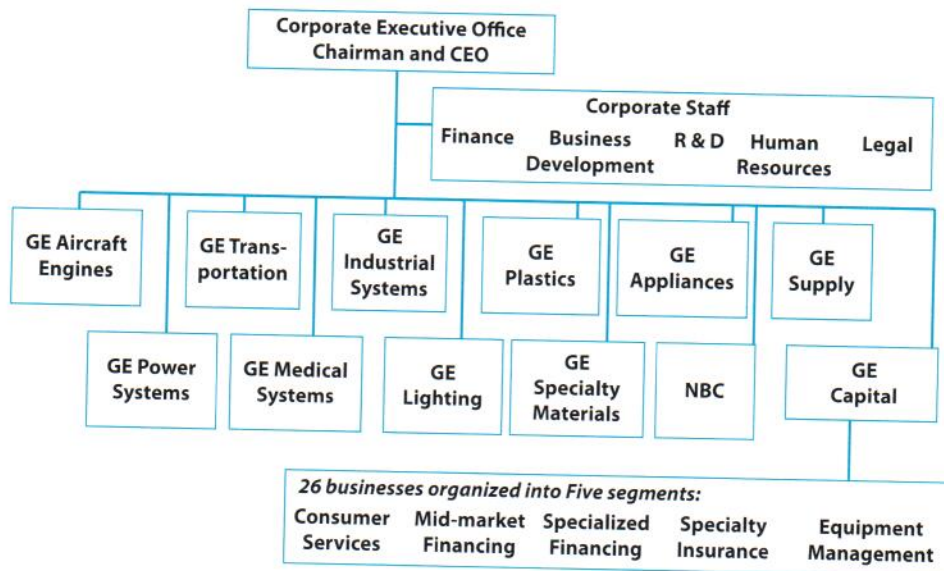 Corporate Executive Office
Chairman and CEO
Corporate Staff
Finance Business R & D Human Legal
Development Resources
GE Aircraft
Engines
GE Trans-
portation
GE
Industrial
Systems
GE
Plastics
GE
Appliances
GE
Supply
GE Power
Systems
GE Medical
Systems
GE
Lighting
GE
Specialty
Materials
NBC
GE
Capital
26 businesses organized into Five segments:
Consumer Mid-market Specialized Specialty Equipment
Services Financing Financing Insurance Management